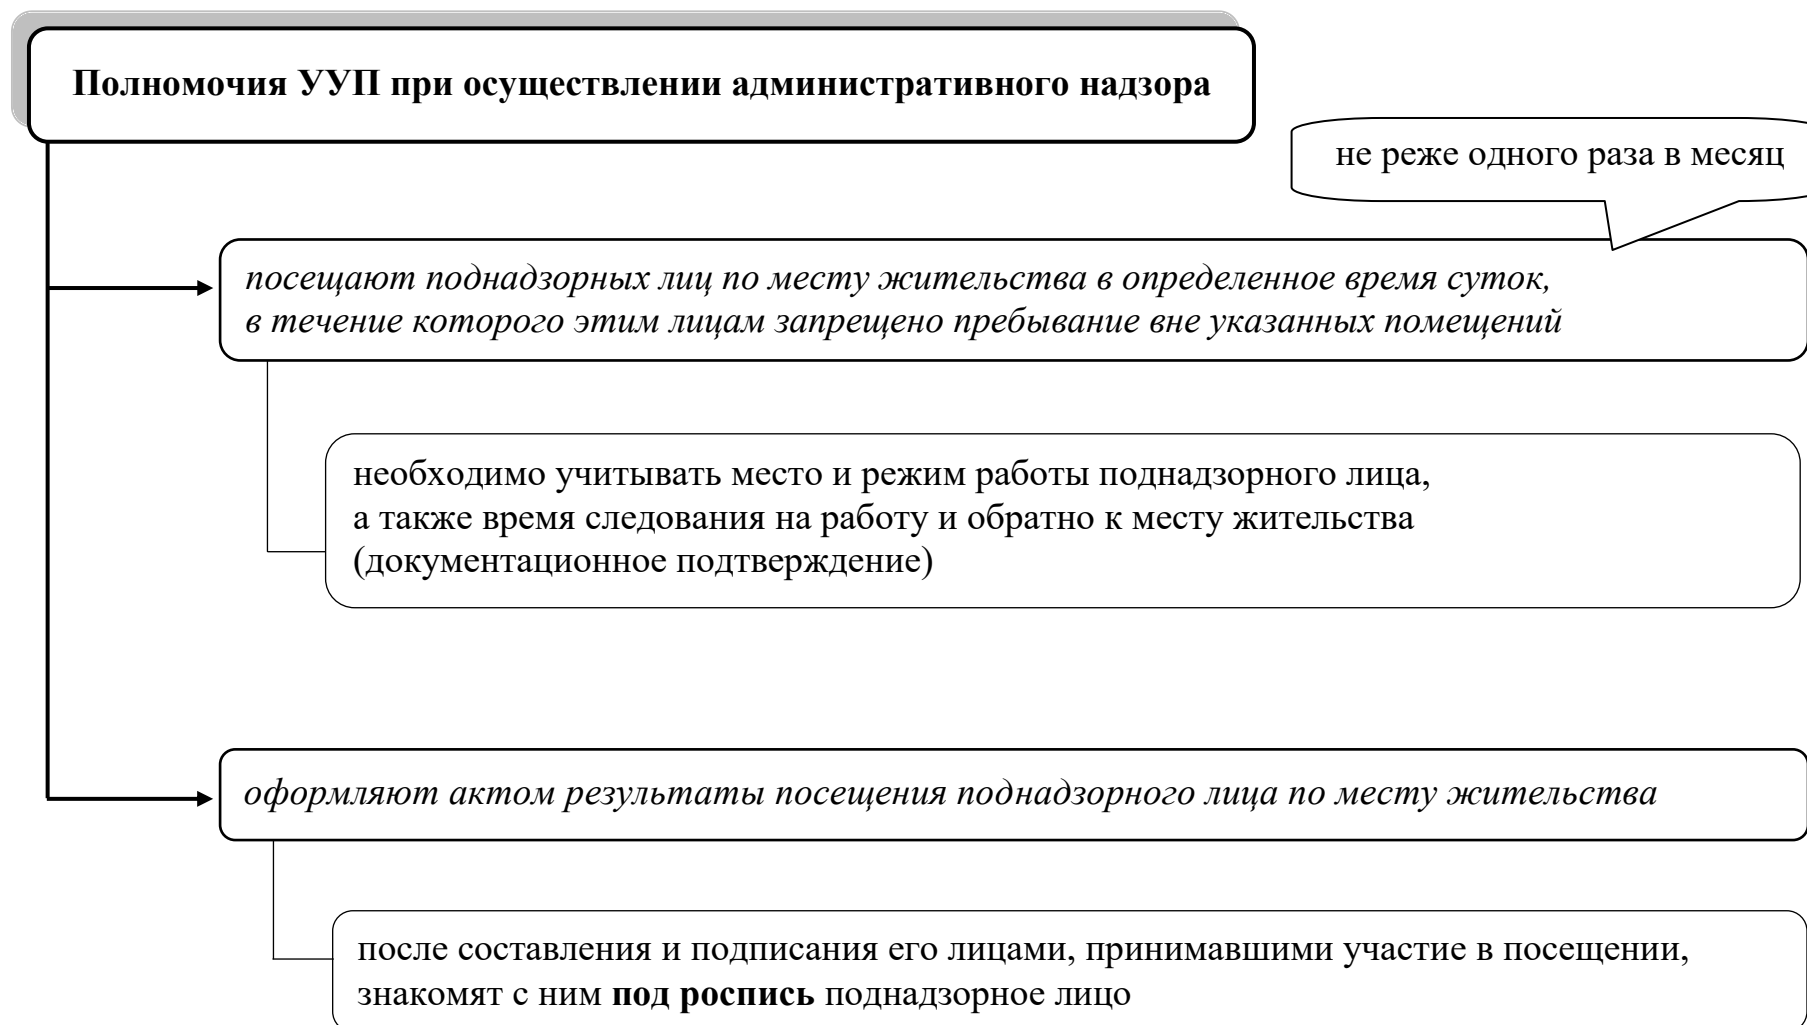 Полномочия УУП при осуществлении административного надзора
не реже одного раза в месяц
посещают поднадзорных лиц по месту жительства в определенное время суток,
в течение которого этим лицам запрещено пребывание вне указанных помещений
необходимо учитывать место и режим работы поднадзорного лица,
а также время следования на работу и обратно к месту жительства
(документационное подтверждение)
оформляют актом результаты посещения поднадзорного лица по месту жительства
после составления и подписания его лицами, принимавшими участие в посещении,
знакомят с ним под роспись поднадзорное лицо